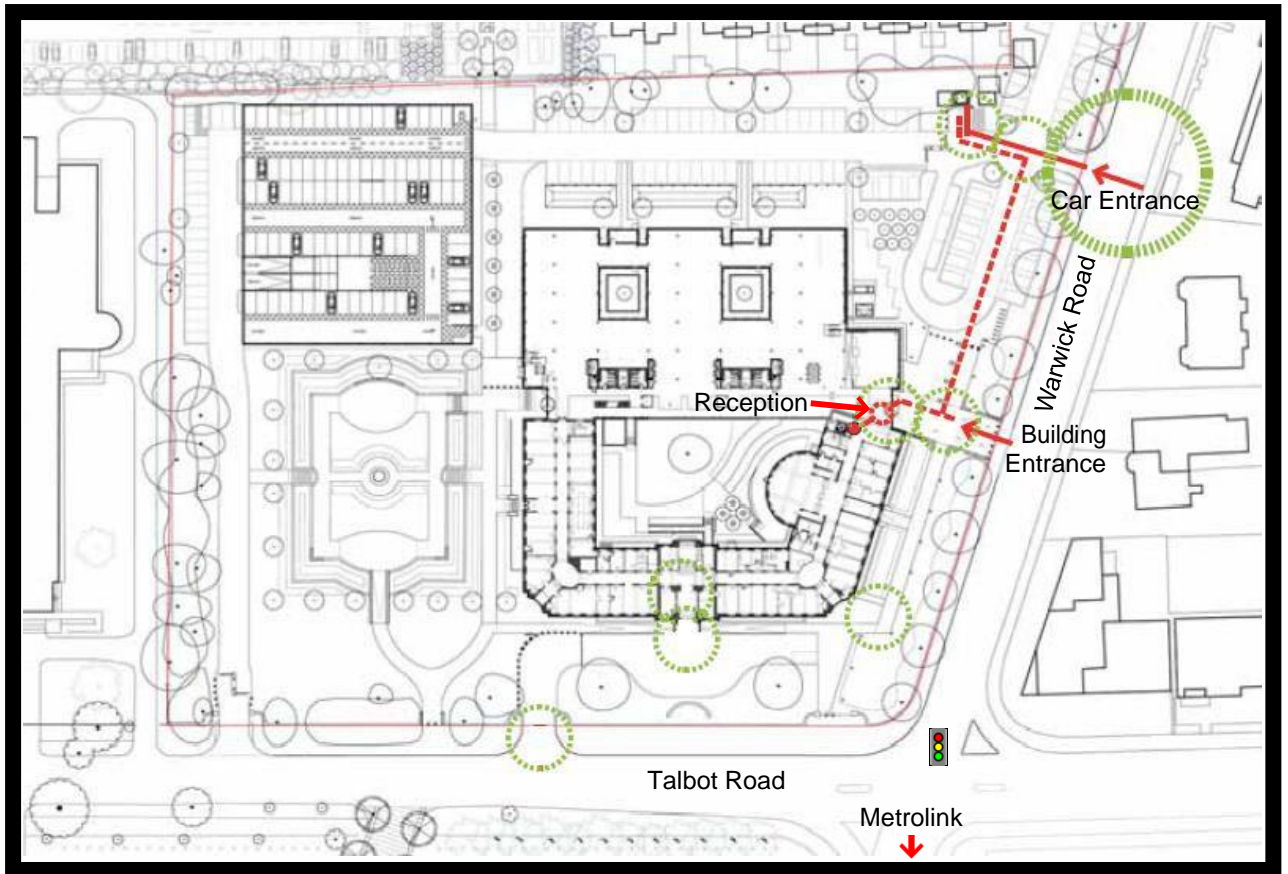 Car Entrance
Warwick Road
Reception
Building
Entrance
Talbot Road
Metrolink